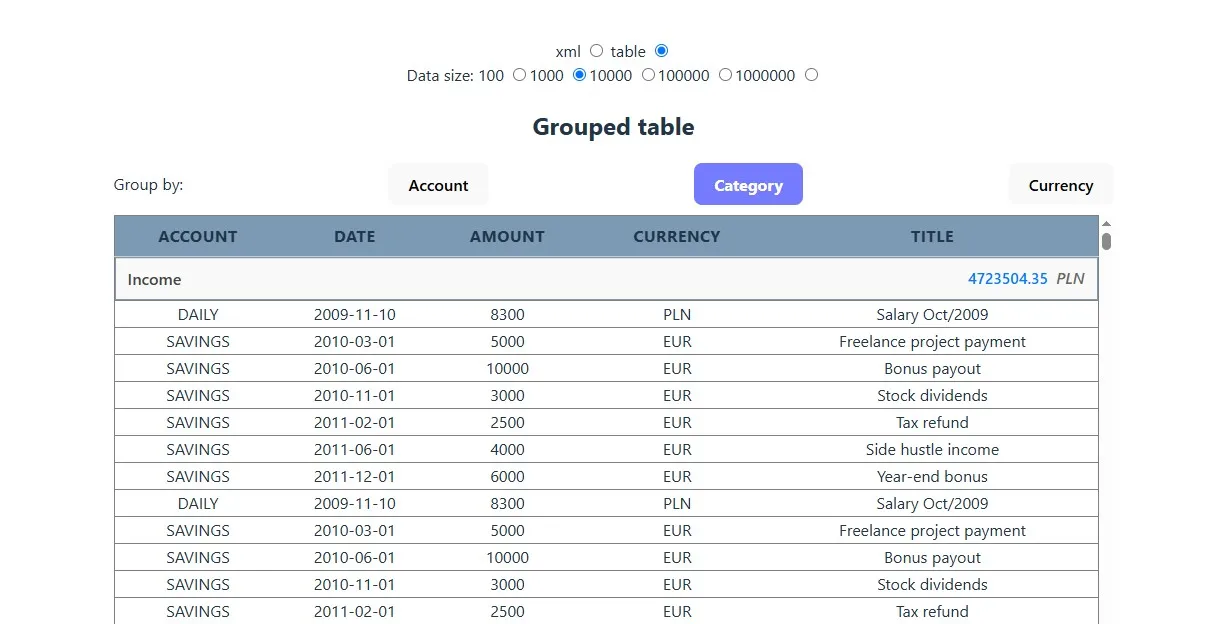 xml table
Data size: 100 1000 10000 100000 1000000
Grouped table
Group by: Account Category Currency
ACCOUNT DATE AMOUNT CURRENCY TITLE
Income 4723504.35 PLN
DAILY 2009-11-10 8300 PLN Salary Oct/2009
SAVINGS 2010-03-01 5000 EUR Freelance project payment
SAVINGS 2010-06-01 10000 EUR Bonus payout
SAVINGS 2010-11-01 3000 EUR Stock dividends
SAVINGS 2011-02-01 2500 EUR Tax refund
SAVINGS 2011-06-01 4000 EUR Side hustle income
SAVINGS 2011-12-01 6000 EUR Year-end bonus
DAILY 2009-11-10 8300 PLN Salary Oct/2009
SAVINGS 2010-03-01 5000 EUR Freelance project payment
SAVINGS 2010-06-01 10000 EUR Bonus payout
SAVINGS 2010-11-01 3000 EUR Stock dividends
SAVINGS 2011-02-01 2500 EUR Tax refund